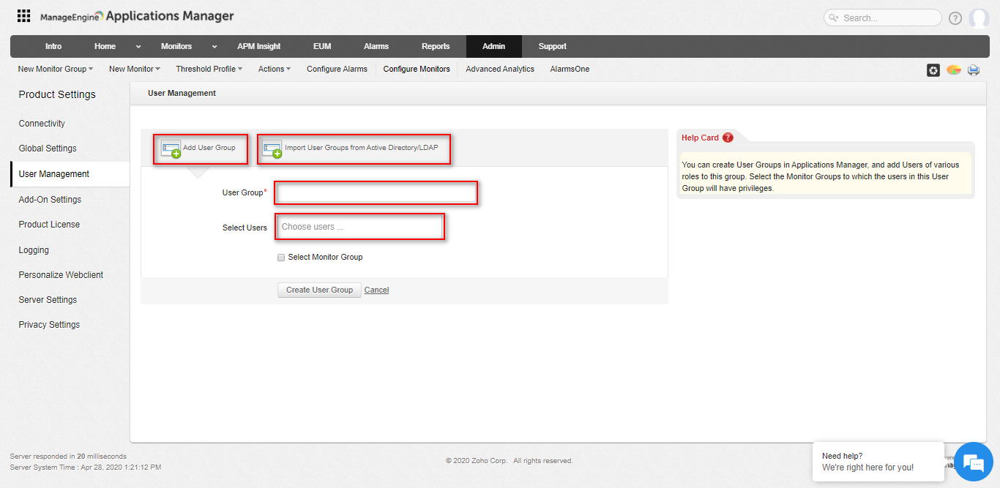 ManageEngine Applications Manager
Search...
?
Intro Home Monitors APM Insight EUM Alarms Reports Admin Support
New Monitor Group New Monitor Threshold Profile Actions Configure Alarms Configure Monitors Advanced Analytics AlarmsOne
Product Settings
Connectivity
Global Settings
User Management
Add-On Settings
Product License
Logging
Personalize Webclient
Server Settings
Privacy Settings
User Management
Add User Group
Import User Groups from Active Directory/LDAP
User Group*
Select Users
Choose users ...
Select Monitor Group
Create User Group Cancel
Help Card ?
You can create User Groups in Applications Manager, and add Users of various
roles to this group. Select the Monitor Groups to which the users in this User
Group will have privileges.
Server responded in 20 milliseconds
Server System Time : Apr 28, 2020 1:21:12 PM
© 2020 Zoho Corp. All rights reserved.
Need help?
We're right here for you!